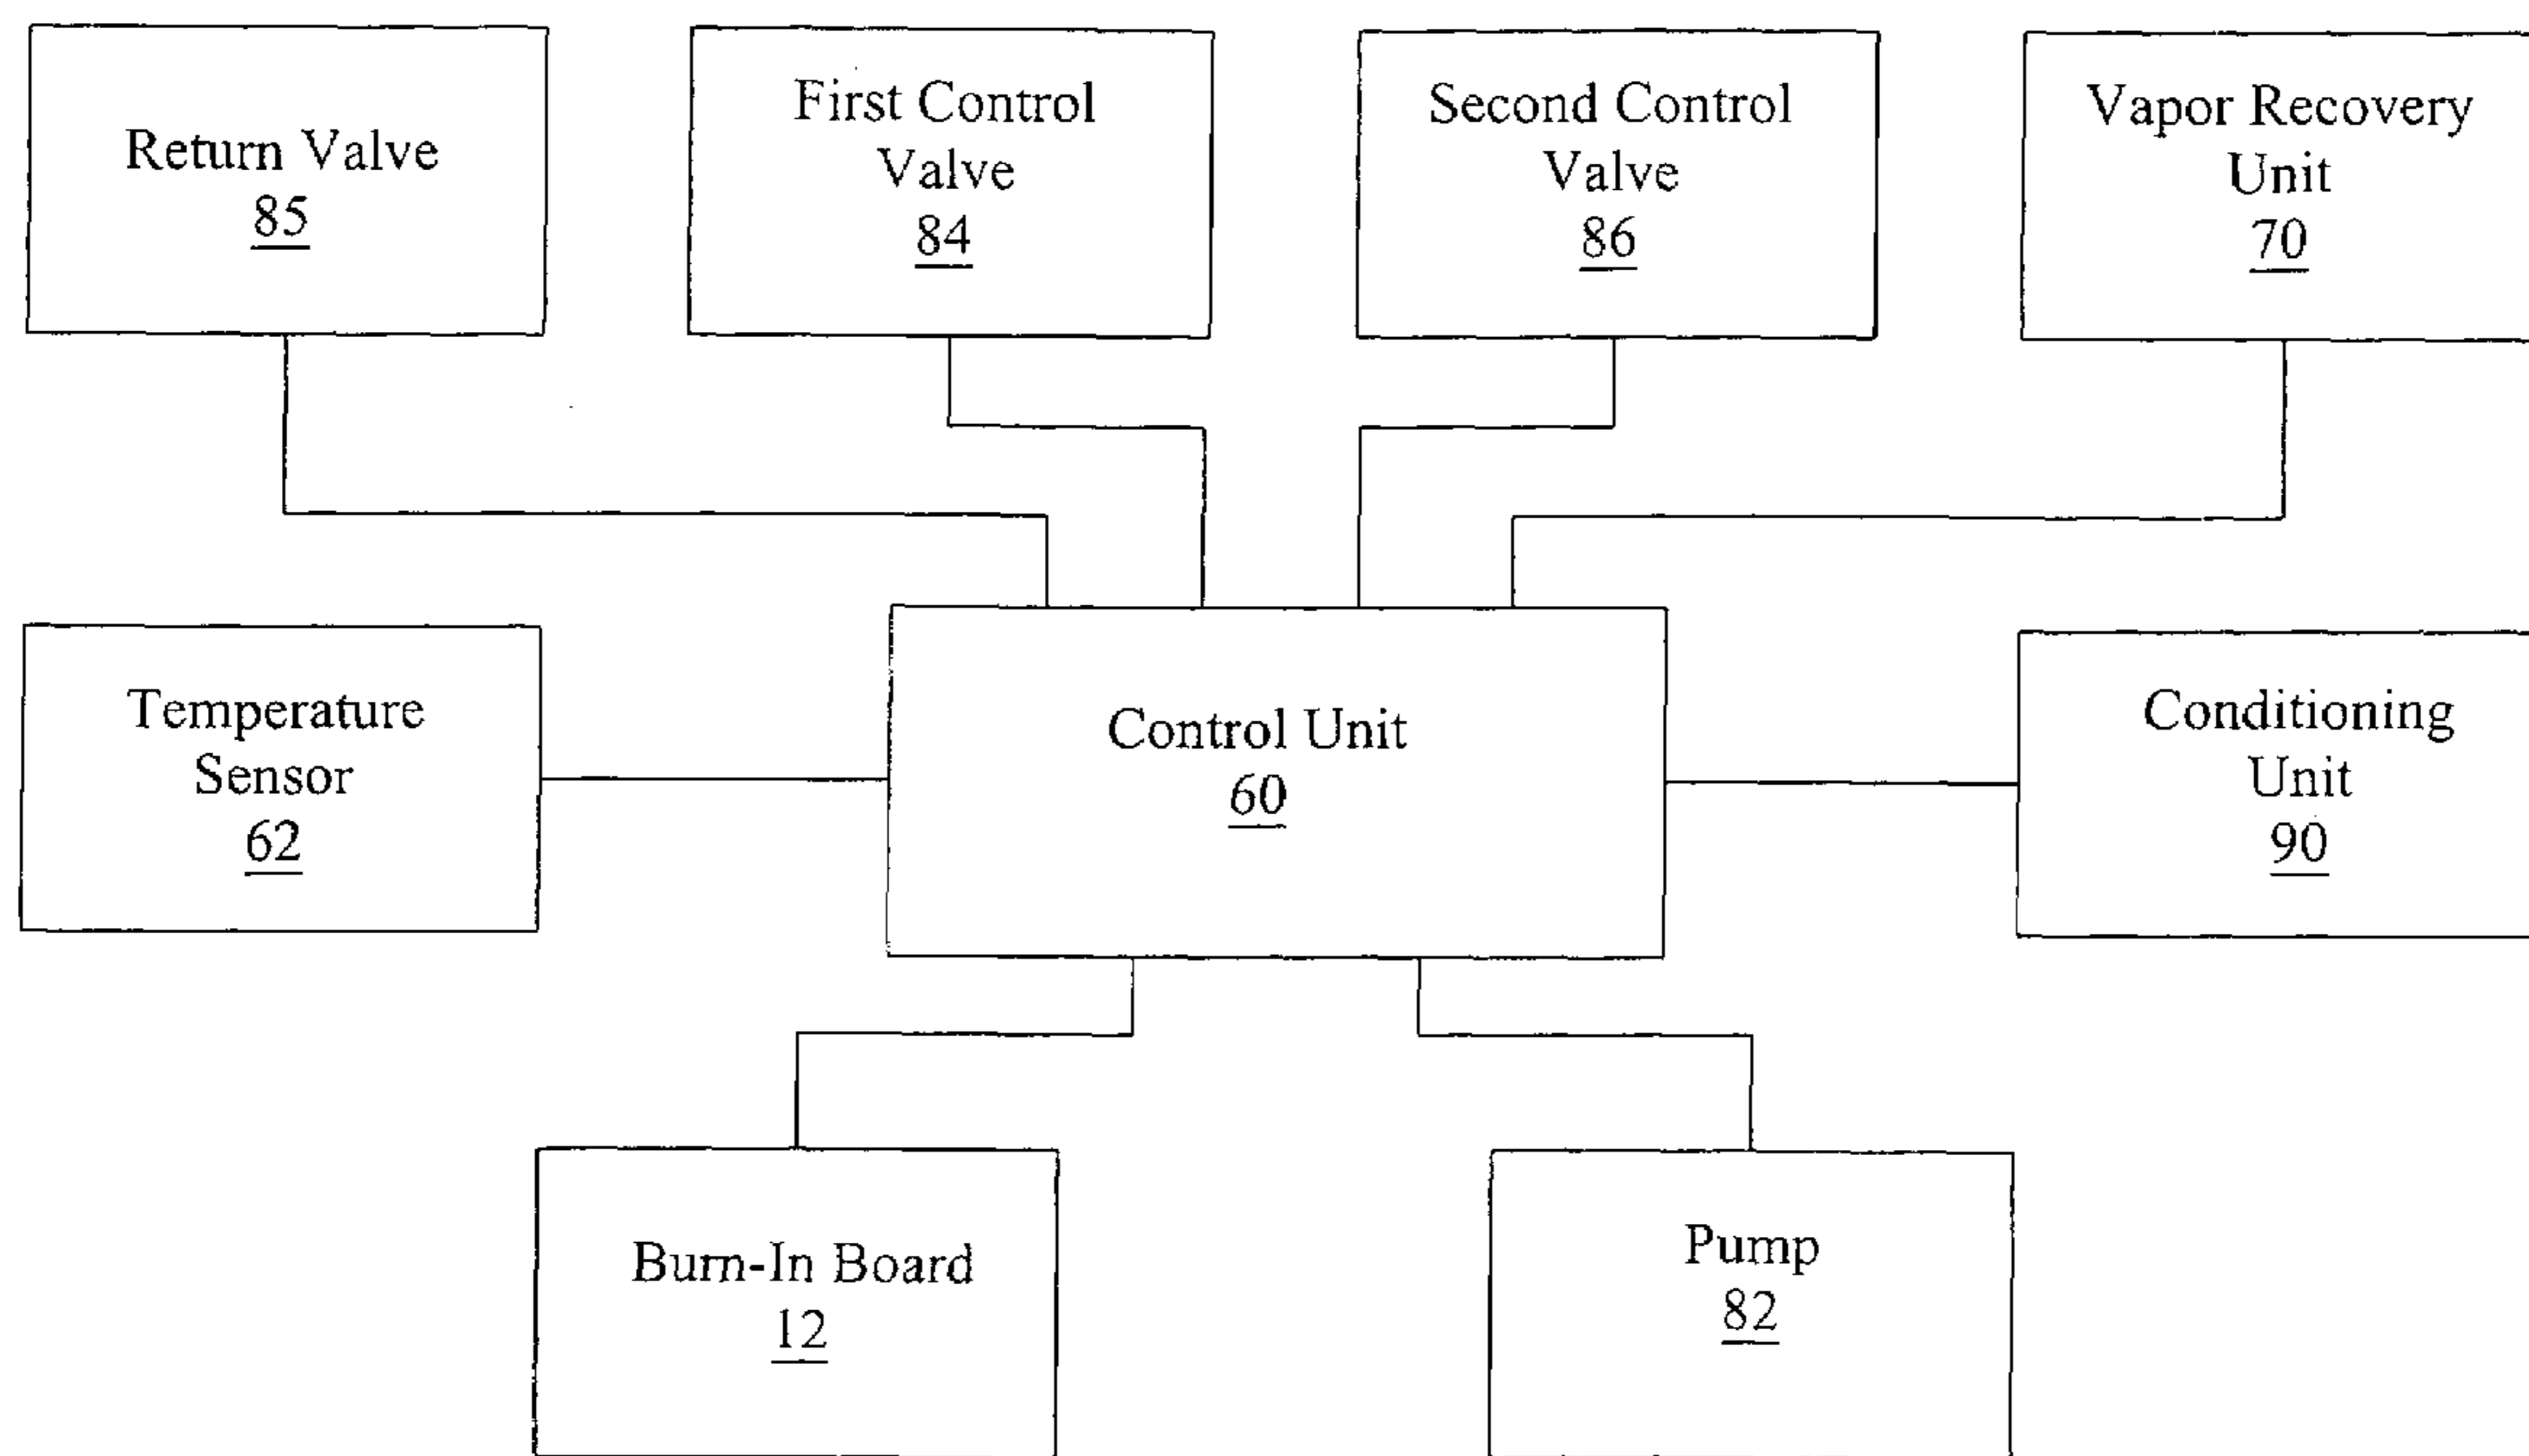 Return Valve
85
First Control
Valve
84
Second Control
Valve
86
Vapor Recovery
Unit
70
Temperature
Sensor
62
Control Unit
60
Conditioning
Unit
90
Burn-In Board
12
Pump
82